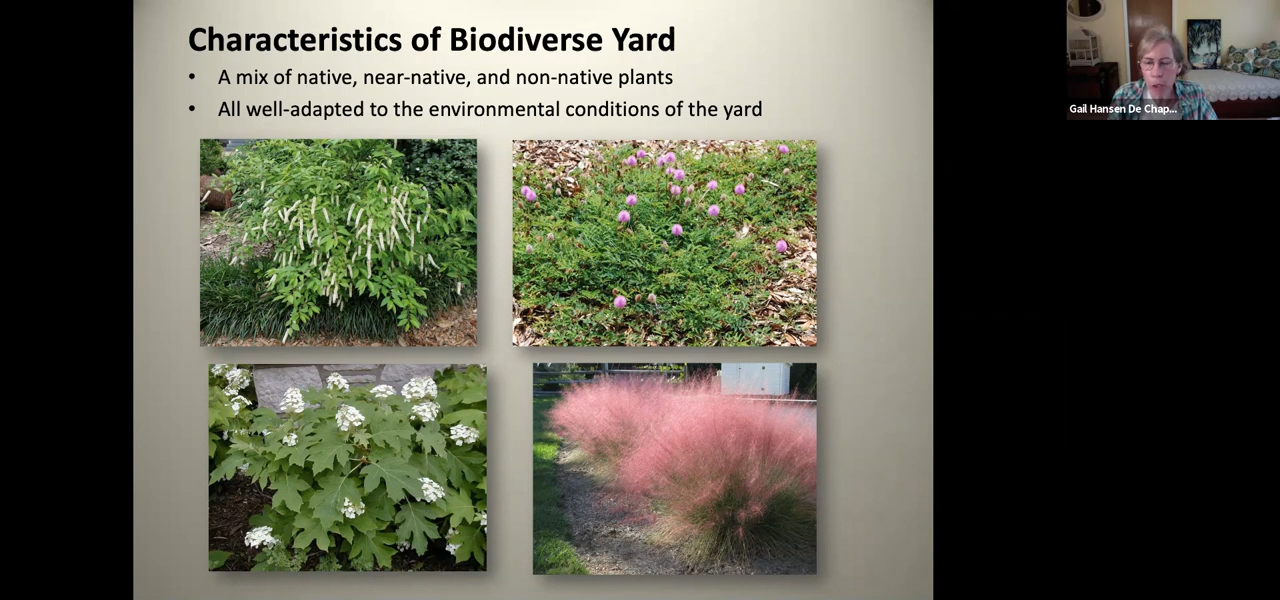 Characteristics of Biodiverse Yard
• A mix of native, near-native, and non-native plants
• All well-adapted to the environmental conditions of the yard
Gail Hansen De Chap...